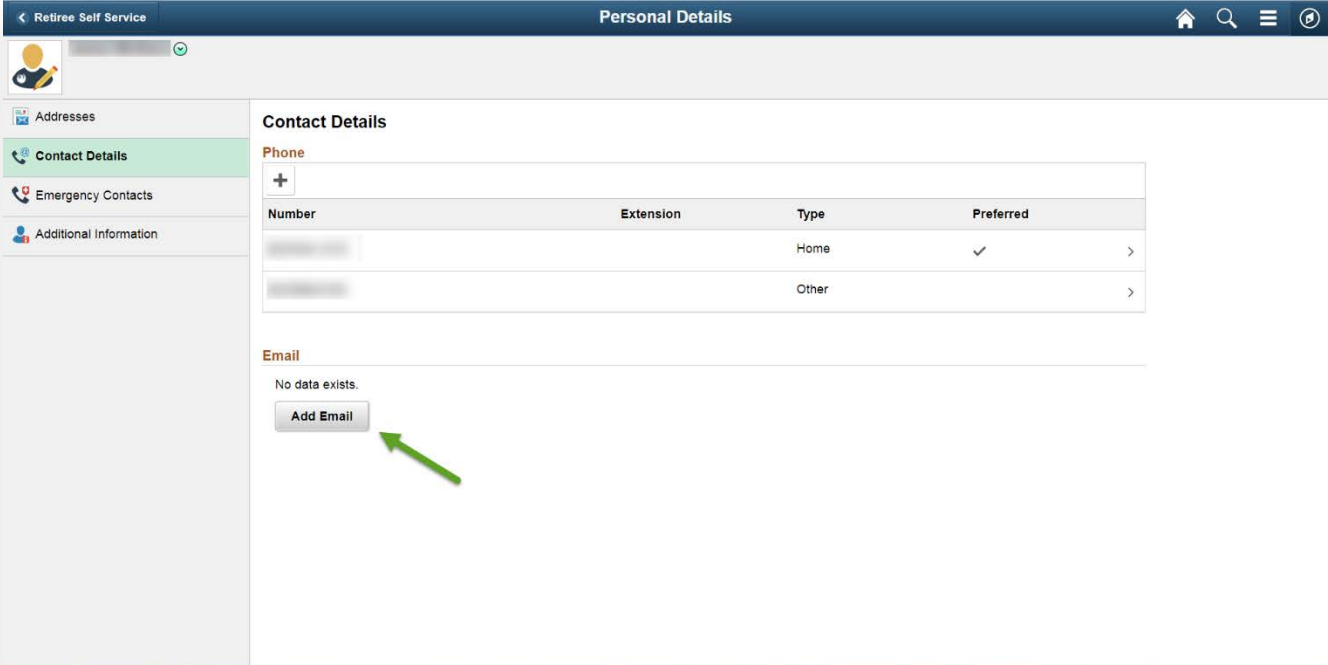 Retiree Self Service
Personal Details
Addresses
Contact Details
Emergency Contacts
Additional Information
Contact Details
Phone
Number Extension Type Preferred
Home
Other
Email
No data exists.
Add Email